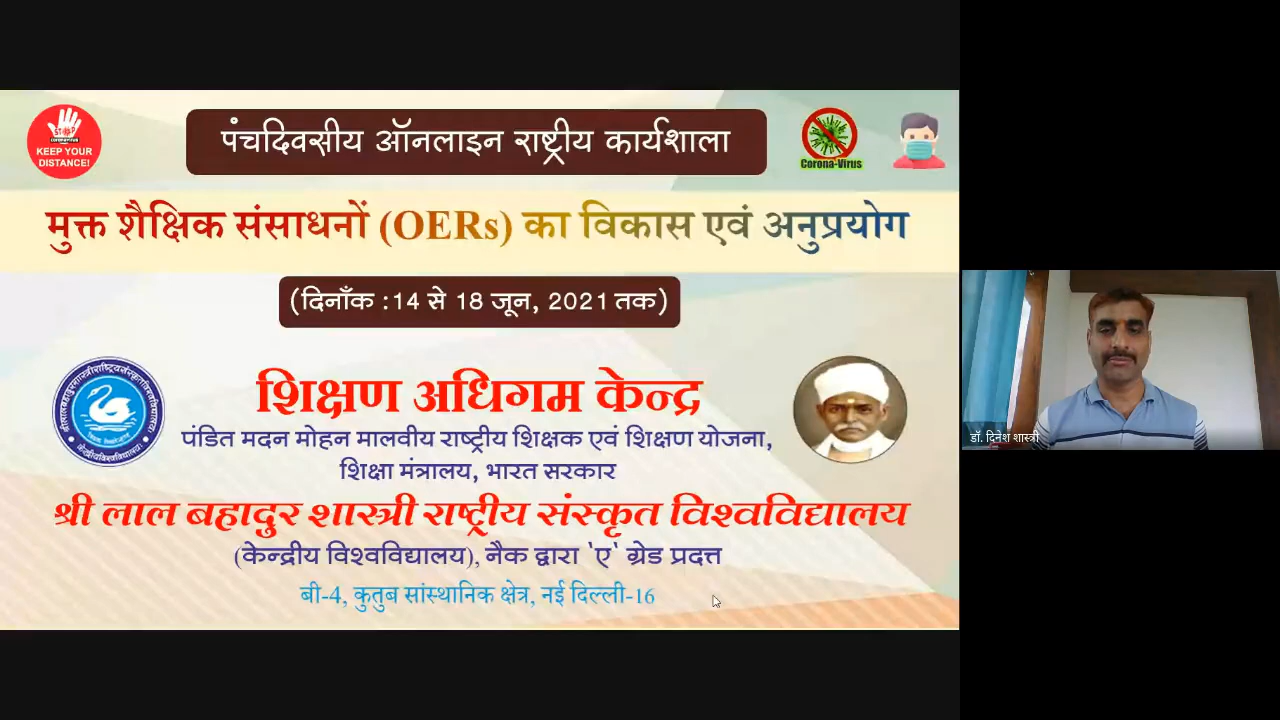 STOP
CORONAVIRUS
KEEP YOUR
DISTANCE!
पंचदिवसीय ऑनलाइन राष्ट्रीय कार्यशाला
Corona-Virus
मुक्त शैक्षिक संसाधनों (OERs) का विकास एवं अनुप्रयोग
(दिनाँक :14 से 18 जून, 2021 तक)
शिक्षण अधिगम केन्द्र
पंडित मदन मोहन मालवीय राष्ट्रीय शिक्षक एवं शिक्षण योजना,
शिक्षा मंत्रालय, भारत सरकार
श्री लाल बहादुर शास्त्री राष्ट्रीय संस्कृत विश्वविद्यालय
(केन्द्रीय विश्वविद्यालय), नैक द्वारा 'ए' ग्रेड प्रदत्त
बी-4, कुतुब सांस्थानिक क्षेत्र, नई दिल्ली-16
डॉ. दिनेश शास्त्री